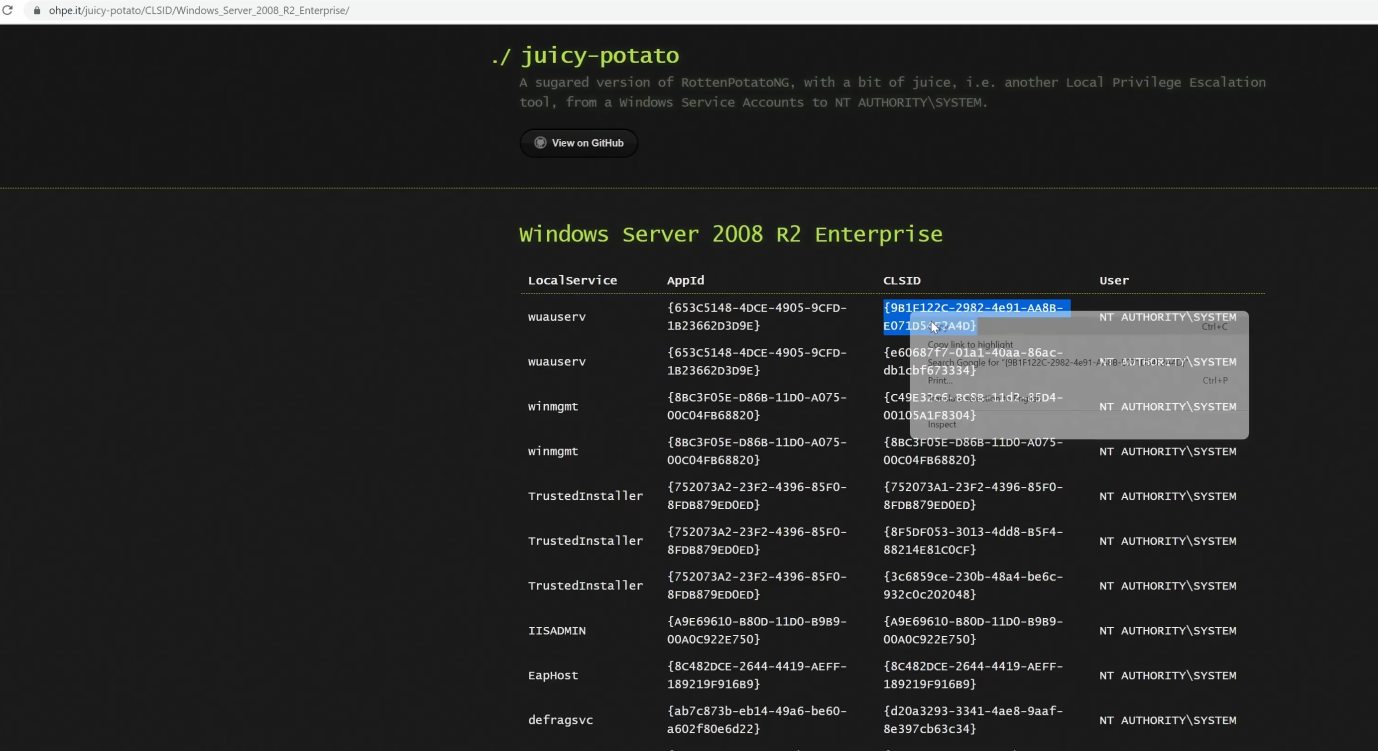 ohpe.it/juicy-potato/CLSID/Windows_Server_2008_R2_Enterprise/
./ juicy-potato
A sugared version of RottenPotatoNG, with a bit of juice, i.e. another Local Privilege Escalation
tool, from a Windows Service Accounts to NT AUTHORITY\SYSTEM.
View on GitHub
Windows Server 2008 R2 Enterprise
LocalService AppId CLSID User
{653C5148-4DCE-4905-9CFD- {9B1F122C-2982-4e91-AA8B-
wuauserv NT AUTHORITY\SYSTEM
1B23662D3D9E}
Ctrl+C
Copy link to highlight
{653C5148-4DCE-4905-9CFD- {e60687f7-01a1-40aa-86ac-
wuauserv NT AUTHORITY\SYSTEM
Search Google for
1B23662D3D9E} db1cbf673334}
Print... Ctrl+P
{8BC3F05E-D86B-11D0-A075- {C49E32C6-BC8B-11d2-85D4-
winmgmt NT AUTHORITY\SYSTEM
00C04FB68820} 00105A1F8304}
Inspect
{8BC3F05E-D86B-11D0-A075- {8BC3F05E-D86B-11D0-A075-
winmgmt NT AUTHORITY\SYSTEM
00C04FB68820} 00C04FB68820}
{752073A2-23F2-4396-85F0- {752073A1-23F2-4396-85F0-
TrustedInstaller NT AUTHORITY\SYSTEM
8FDB879ED0ED} 8FDB879ED0ED}
{752073A2-23F2-4396-85F0- {8F5DF053-3013-4dd8-B5F4-
TrustedInstaller NT AUTHORITY\SYSTEM
8FDB879ED0ED} 88214E81C0CF}
{752073A2-23F2-4396-85F0- {3c6859ce-230b-48a4-be6c-
TrustedInstaller NT AUTHORITY\SYSTEM
8FDB879ED0ED} 932c0c202048}
{A9E69610-B80D-11D0-B9B9- {A9E69610-B80D-11D0-B9B9-
IISADMIN NT AUTHORITY\SYSTEM
00A0C922E750} 00A0C922E750}
{8C482DCE-2644-4419-AEFF- {8C482DCE-2644-4419-AEFF-
EapHost NT AUTHORITY\SYSTEM
189219F916B9} 189219F916B9}
{ab7c873b-eb14-49a6-be60- {d20a3293-3341-4ae8-9aaf-
defragsvc NT AUTHORITY\SYSTEM
a602f80e6d22} 8e397cb63c34}